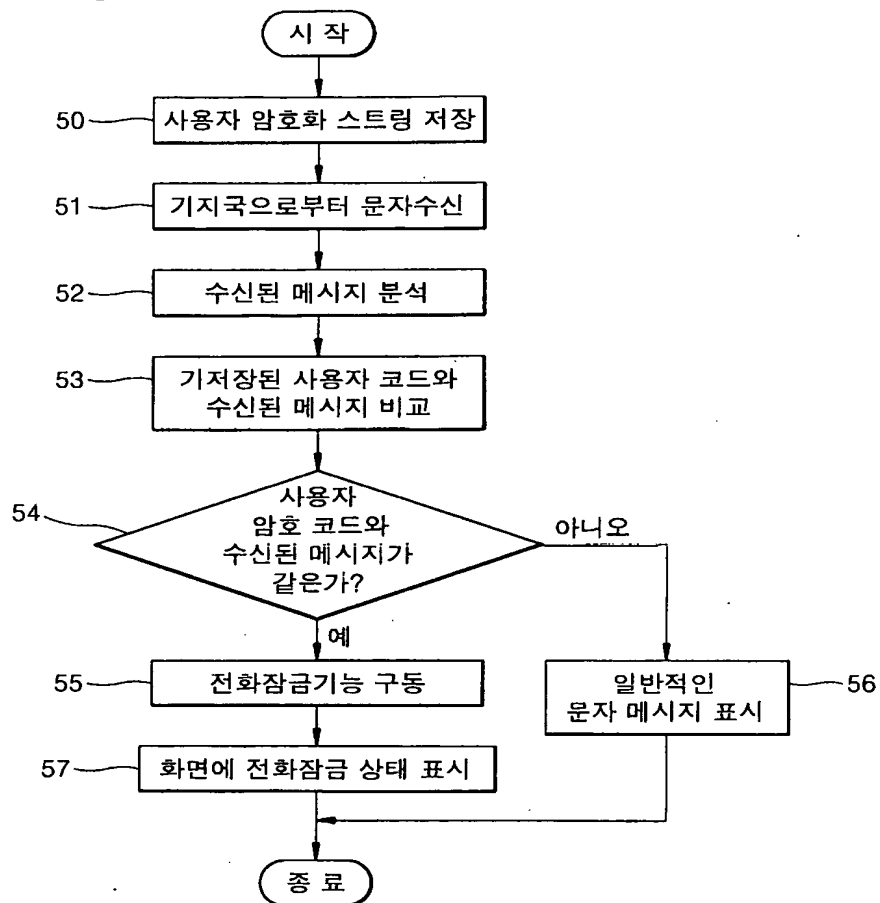 시 작
50
사용자 암호화 스트링 저장
51
기지국으로부터 문자수신
52
수신된 메시지 분석
53
기저장된 사용자 코드와
수신된 메시지 비교
54
사용자
암호 코드와
수신된 메시지가
같은가?
아니오
예
55
전화잠금기능 구동
일반적인
문자 메시지 표시
56
57
화면에 전화잠금 상태 표시
종 료